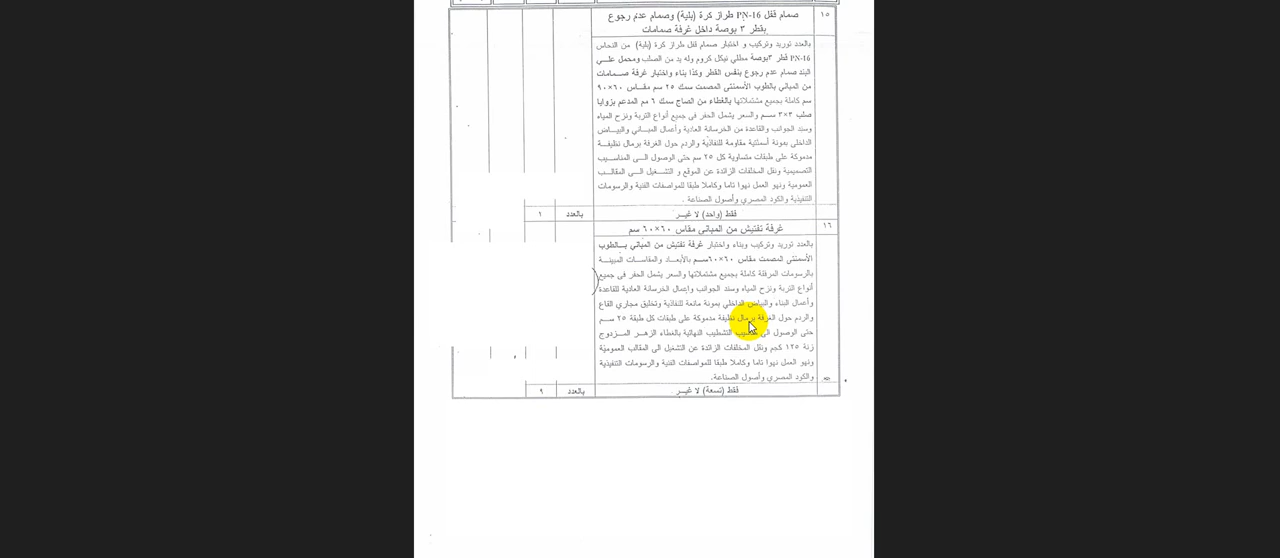 ١٥
صمام قفل PN-16 طراز كرة (بلية) وصمام عدم رجوع
بقطر ٣ بوصة داخل غرفة صمامات
بالعدد توريد وتركيب و اختبار صمام قفل طراز كرة (بلية) من النحاس
PN-16 قطر ٣بوصة مطلي نيكل كروم وله يد من الصلب ومحمل علي
البند صمام عدم رجوع بنفس القطر وكذا بناء واختبار غرفة صمامات
من المباني بالطوب الأسمنتى المصمت سمك ٢٥ سم مقاس ٦٠×٩٠
سم كاملة بجميع مشتملاتها بالغطاء من الصاج سمك ٦ مم المدعم بزوايا
صلب ٣×٣ سم والسعر يشمل الحفر فى جميع أنواع التربة ونزح المياه
وسند الجوانب والقاعدة من الخرسانة العادية وأعمال المباني والبياض
الداخلى بمونة أسمنتية مقاومة للنفاذية والردم حول الغرفة برمال نظيفة
مدموكة على طبقات متساوية كل ٢٥ سم حتى الوصول الى المناسيب
التصميمية ونقل المخلفات الزائدة عن الموقع و التشغيل الى المقالب
العمومية ونهو العمل نهوا تاما وكاملا طبقا للمواصفات الفنية والرسومات
التنفيذية والكود المصري وأصول الصناعة .
فقط (واحد) لا غير بالعدد ١
١٦
غرفة تفتيش من المبانى مقاس ٦٠×٦٠ سم
بالعدد توريد وتركيب وبناء واختبار غرفة تفتيش من المباني بالطوب
الأسمنتى المصمت مقاس ٦٠×٦٠سم بالأبعاد والمقاسات المبينة
بالرسومات المرفقة كاملة بجميع مشتملاتها والسعر يشمل الحفر فى جميع
أنواع التربة ونزح المياه وسند الجوانب وإعمال الخرسانة العادية للقاعدة
وأعمال البناء والبياض الداخلي بمونة مانعة للنفاذية وتخليق مجاري القاع
والردم حول الغرفة برمال نظيفة مدموكة على طبقات كل طبقة ٢٥ سم
حتى الوصول الى التشطيب النهائية بالغطاء الزهر المزدوج
زنة ١٢٥ كجم ونقل المخلفات الزائدة عن التشغيل الى المقالب العمومية
ونهو العمل نهوا تاما وكاملا طبقا للمواصفات الفنية والرسومات التنفيذية
والكود المصري وأصول الصناعة.
فقط (تسعة) لا غير بالعدد ٩